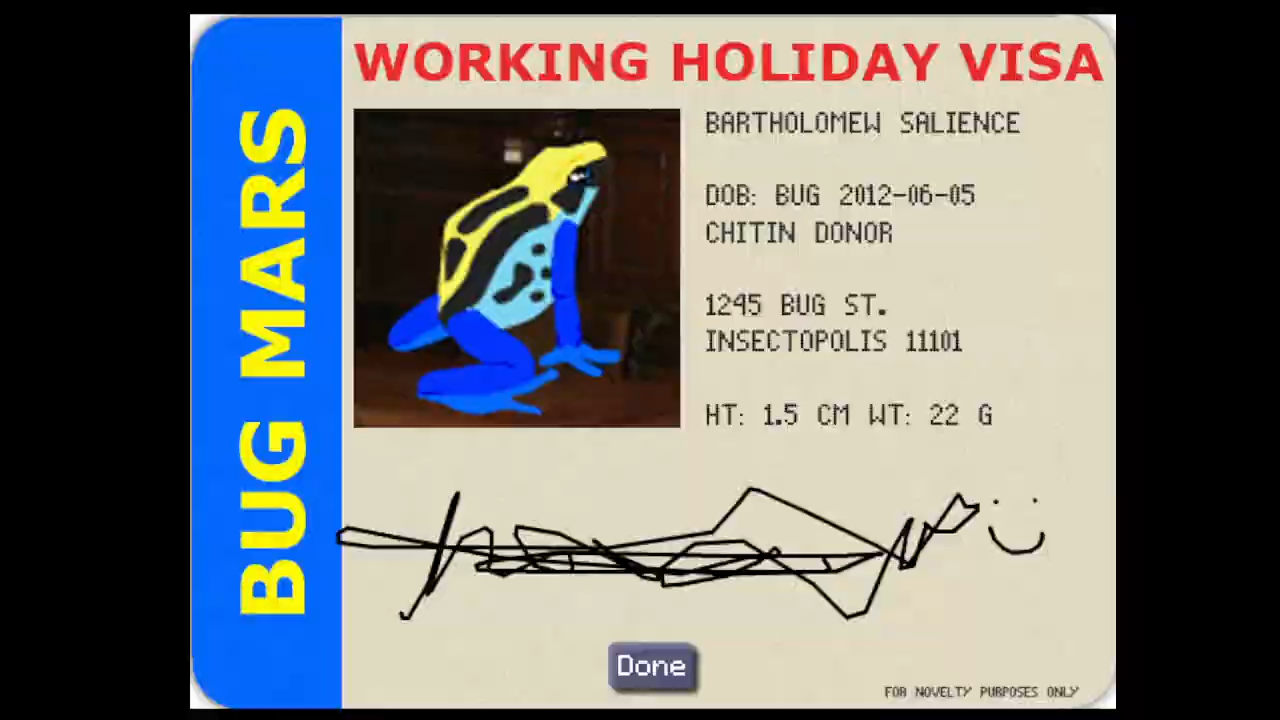 BUG MARS
WORKING HOLIDAY VISA
BARTHOLOMEW SALIENCE
DOB: BUG 2012-06-05
CHITIN DONOR
1245 BUG ST.
INSECTOPOLIS 11101
HT: 1.5 CM WT: 22 G
Done
FOR NOVELTY PURPOSES ONLY